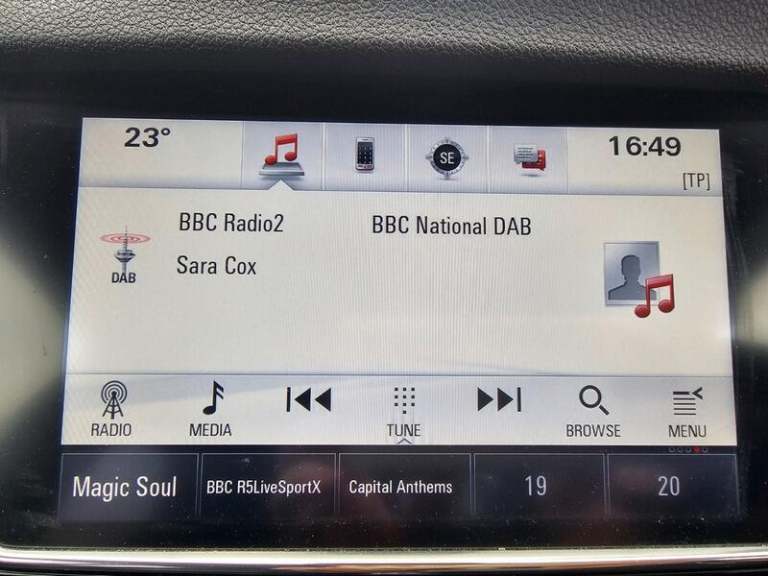 23°
SE
16:49
[TP]
BBC Radio2
BBC National DAB
DAB
Sara Cox
RADIO
MEDIA
TUNE
BROWSE
MENU
Magic Soul
BBC R5LiveSportX
Capital Anthems
19
20